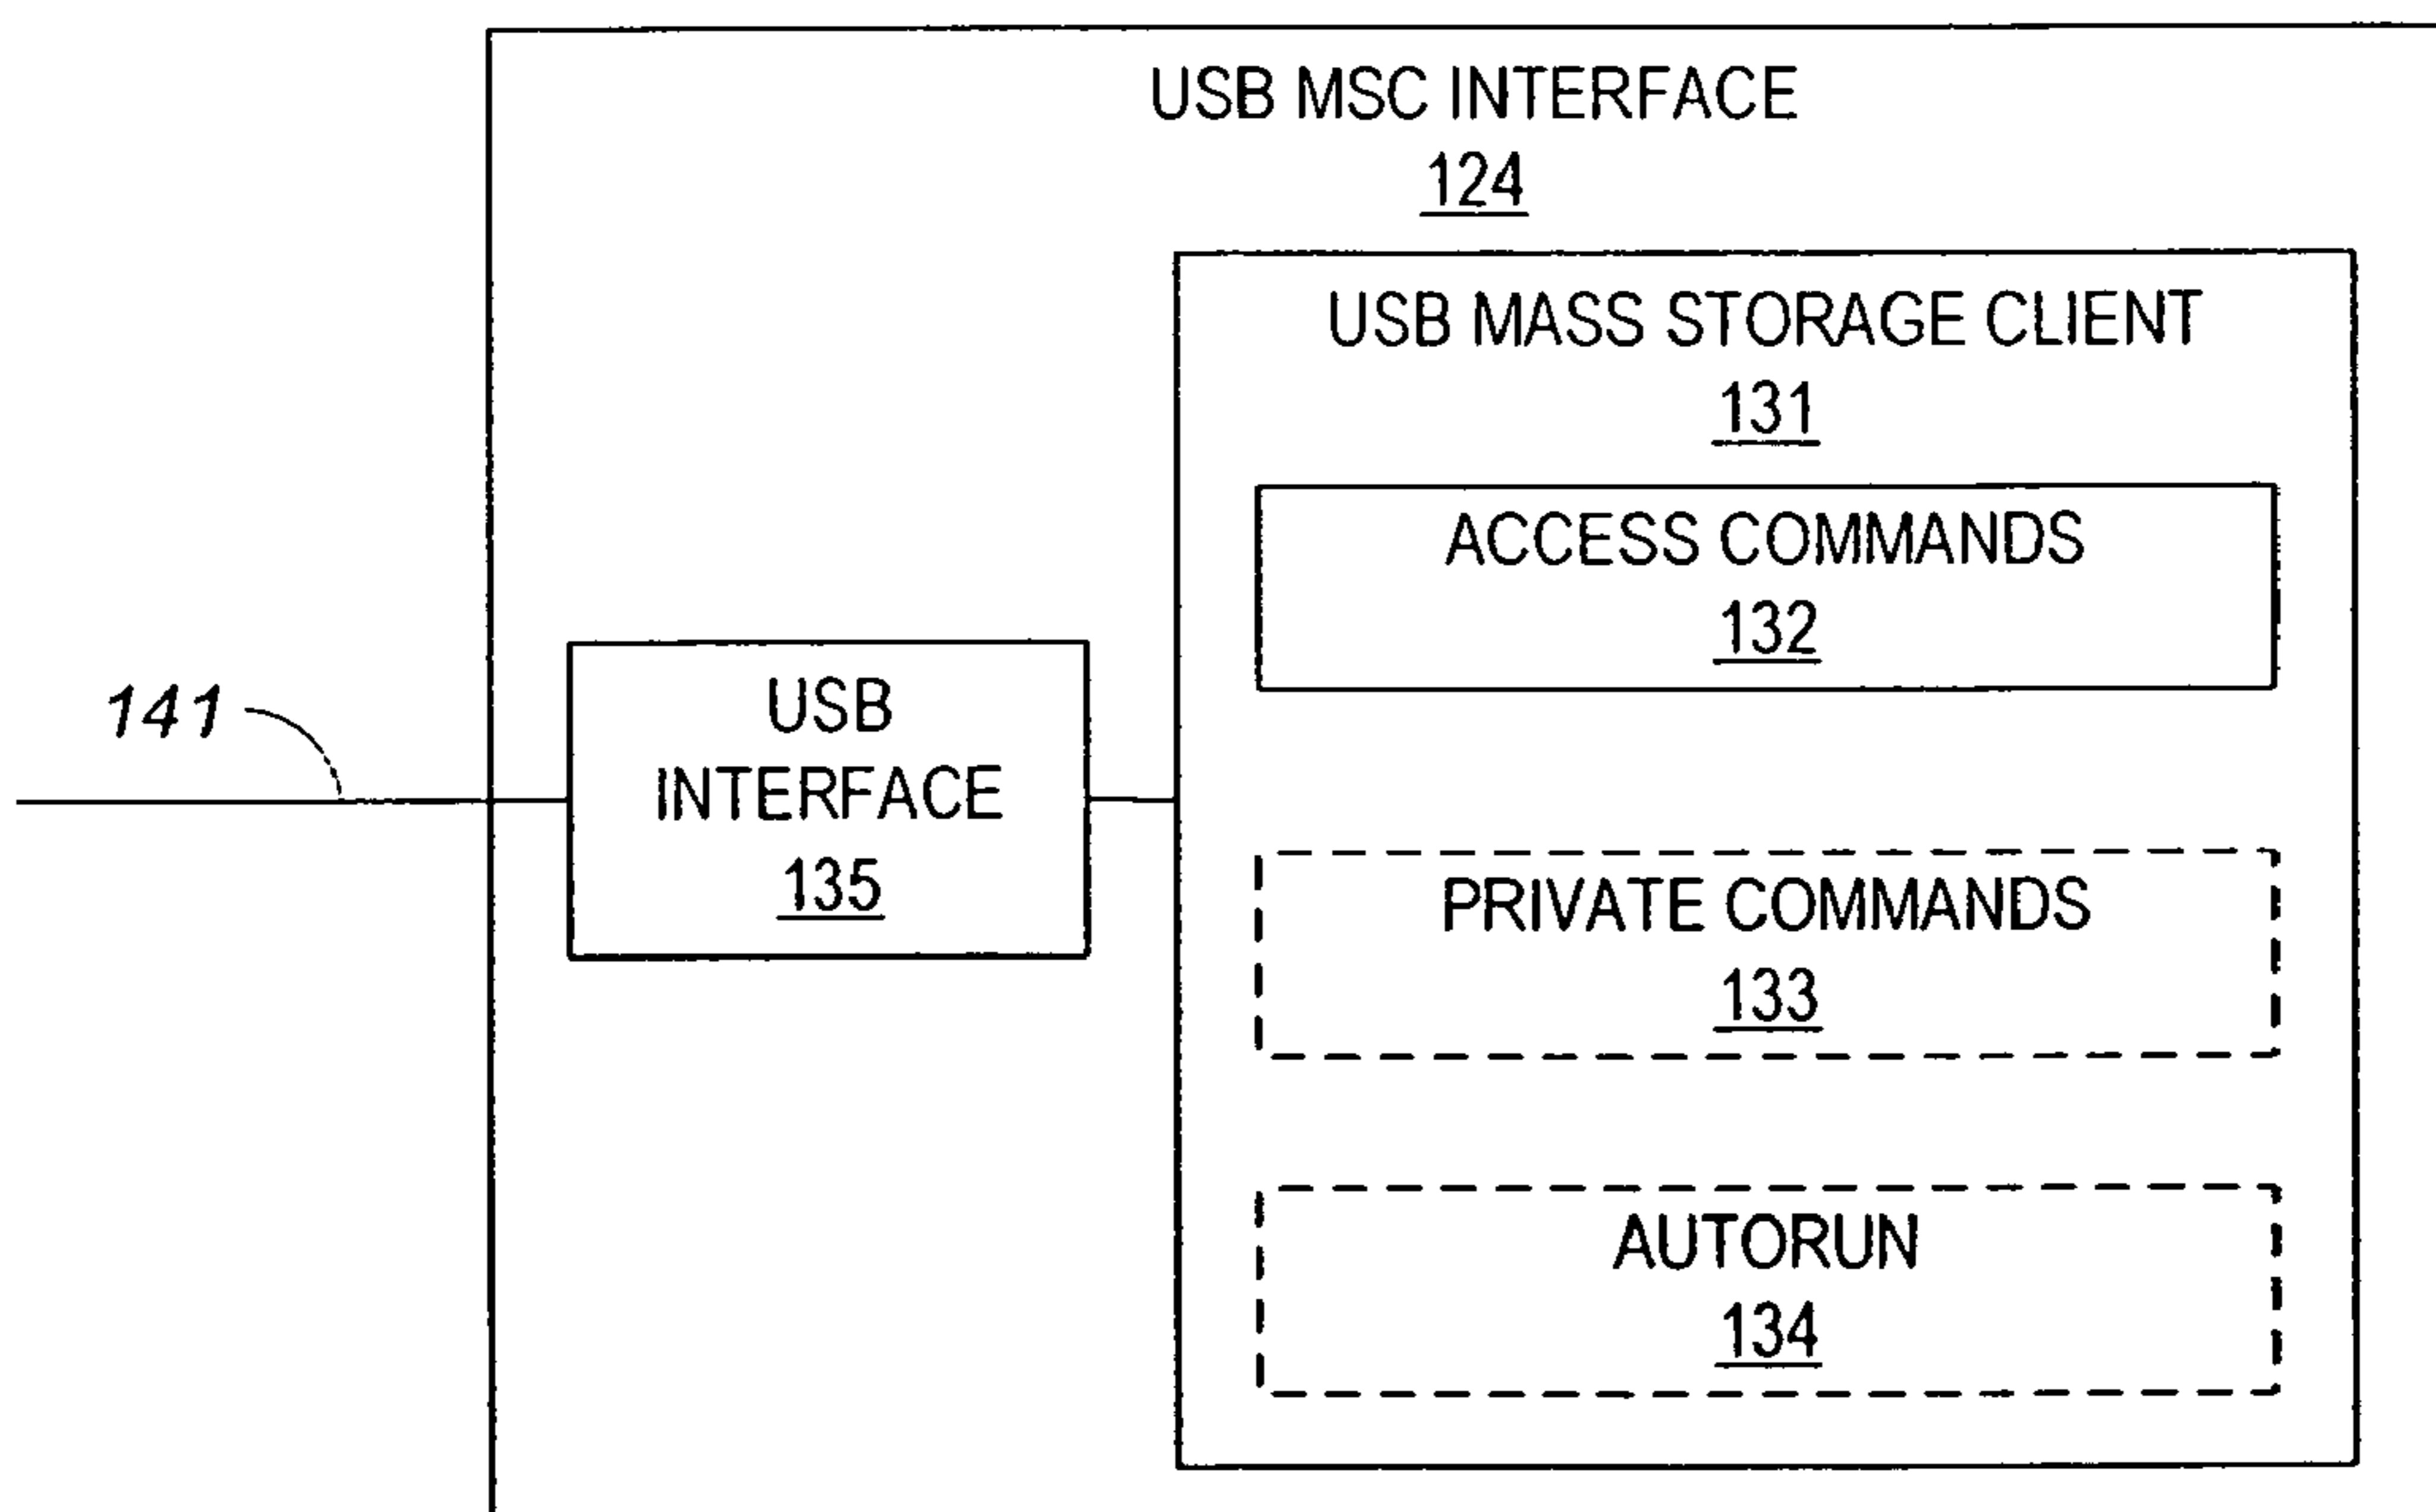 USB MSC INTERFACE
124
USB MASS STORAGE CLIENT
131
ACCESS COMMANDS
132
141
USB
INTERFACE
135
PRIVATE COMMANDS
133
AUTORUN
134